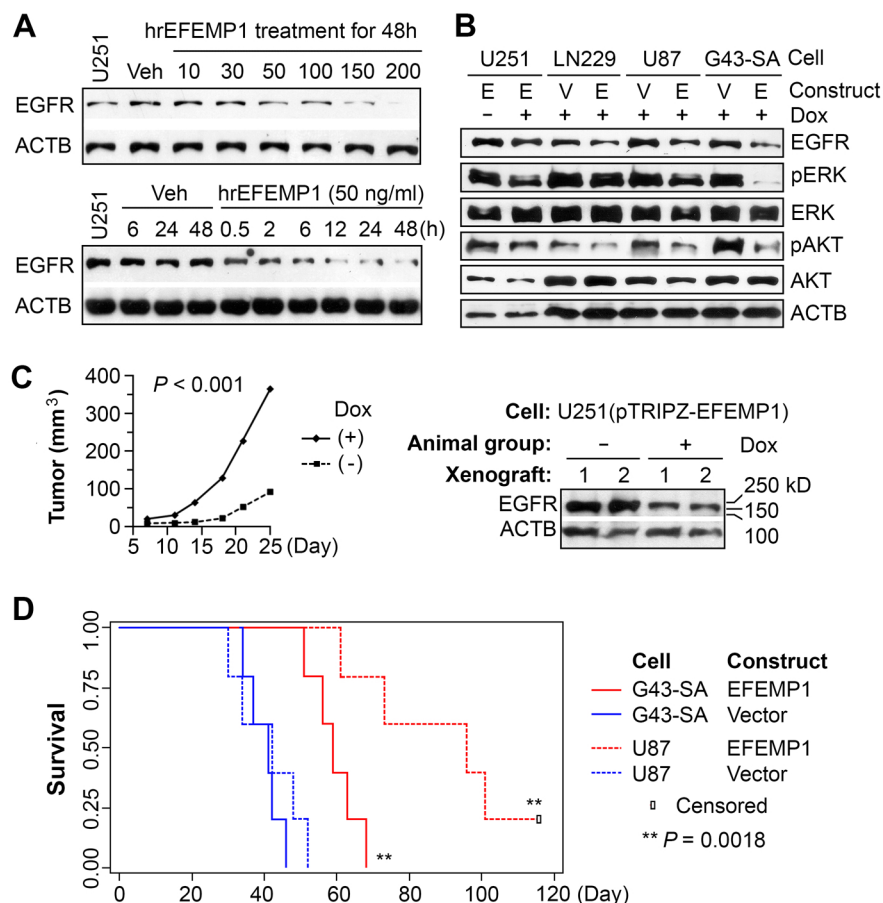 A
hrEFEMP1 treatment for 48h
U251 Veh 10 30 50 100 150 200
EGFR
ACTB
U251 Veh hrEFEMP1 (50 ng/ml)
6 24 48 0.5 2 6 12 24 48 (h)
EGFR
ACTB
B
U251 LN229 U87 G43-SA Cell
E E V E V E V E Construct
− + + + + + + + Dox
EGFR
pERK
ERK
pAKT
AKT
ACTB
C
Tumor (mm3)
400
300
200
100
0
5 10 15 20 25 (Day)
P < 0.001
Dox
(+)
(-)
Cell: U251(pTRIPZ-EFEMP1)
Animal group: − + Dox
Xenograft: 1 2 1 2
250 kD
EGFR 150
ACTB 100
D
Survival
1.00
0.75
0.50
0.25
0.00
0 20 40 60 80 100 120 (Day)
**
**
Cell Construct
G43-SA EFEMP1
G43-SA Vector
U87 EFEMP1
U87 Vector
Censored
** P = 0.0018